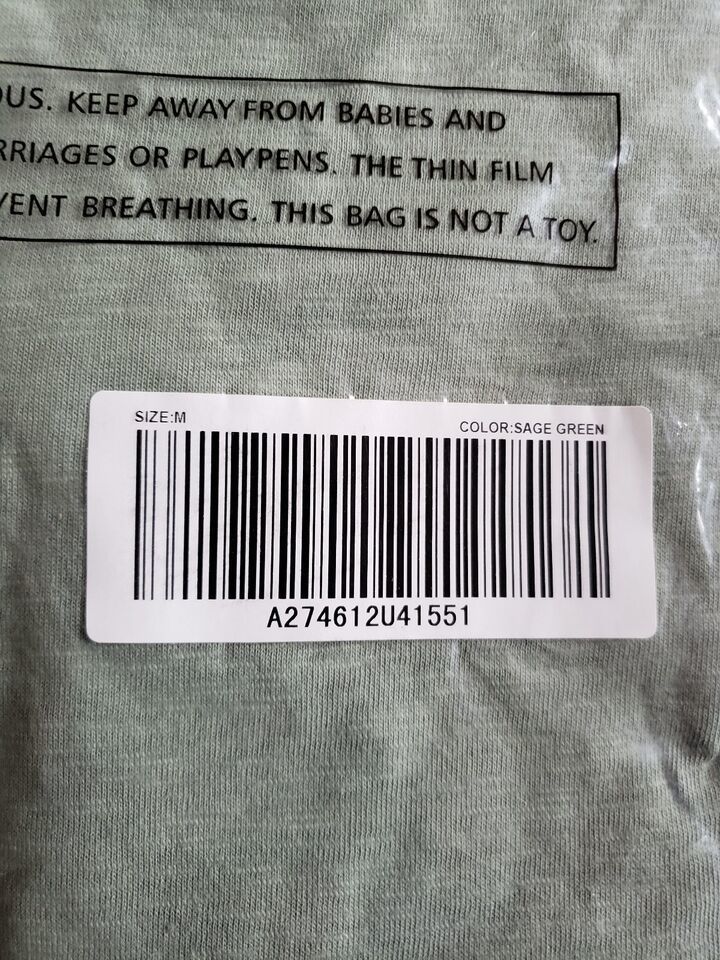 OUS. KEEP AWAY FROM BABIES AND
RRIAGES OR PLAYPENS. THE THIN FILM
VENT BREATHING. THIS BAG IS NOT A TOY.
SIZE:M
COLOR:SAGE GREEN
A274612U41551